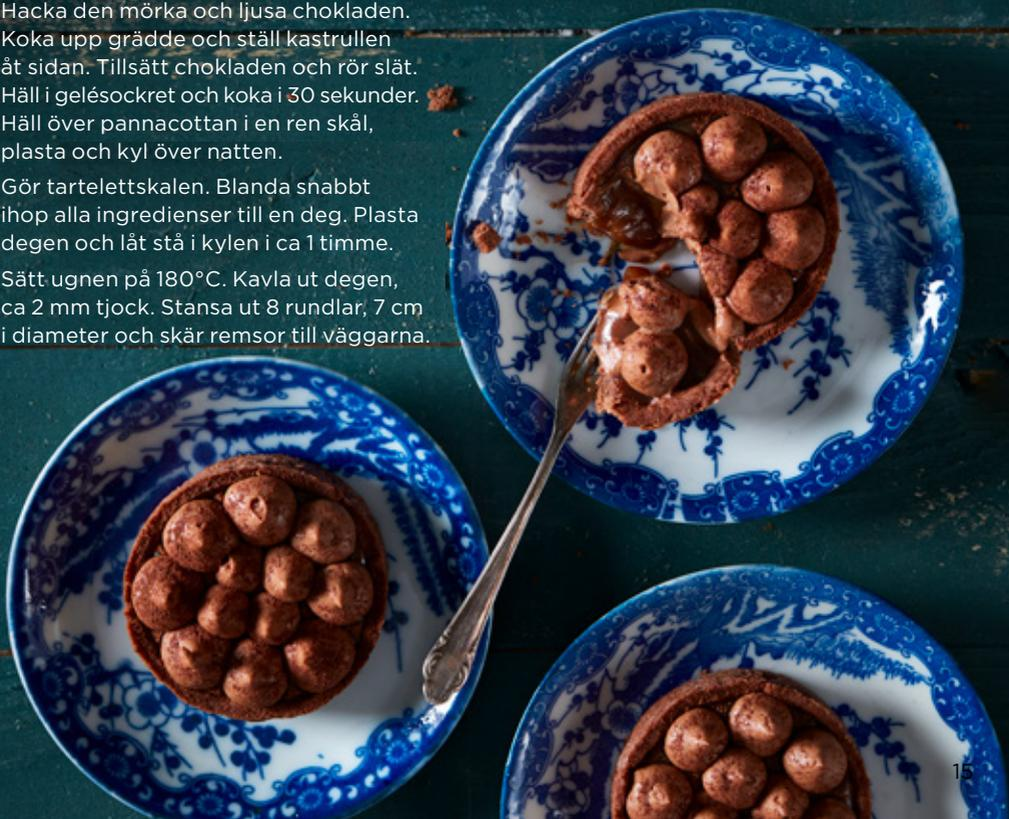 Hacka den mörka och ljusa chokladen.
Koka upp grädde och ställ kastrullen
åt sidan. Tillsätt chokladen och rör slät.
Häll i gelésockret och koka i 30 sekunder.
Häll över pannacottan i en ren skål,
plasta och kyl över natten.
Gör tartelettskalen. Blanda snabbt
ihop alla ingredienser till en deg. Plasta
degen och låt stå i kylen i ca 1 timme.
Sätt ugnen på 180°C. Kavla ut degen,
ca 2 mm tjock. Stansa ut 8 rundlar, 7 cm
i diameter och skär remsor till väggarna.
15